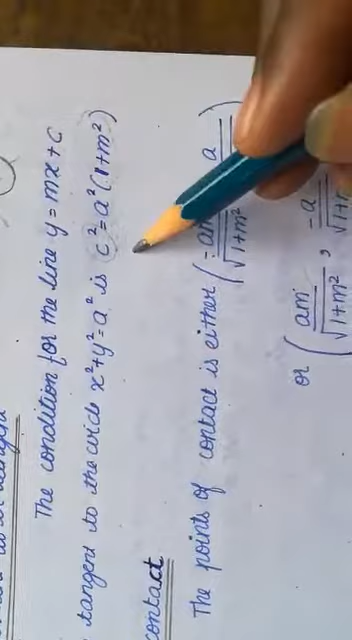 The condition for the line y = mx + c
tangent to the circle x²+y²=a² is c²=a²(1+m²)
contact
The points of contact is either (-am/√1+m², a/√1+m²)
or (am/√1+m², -a/√1+m²)